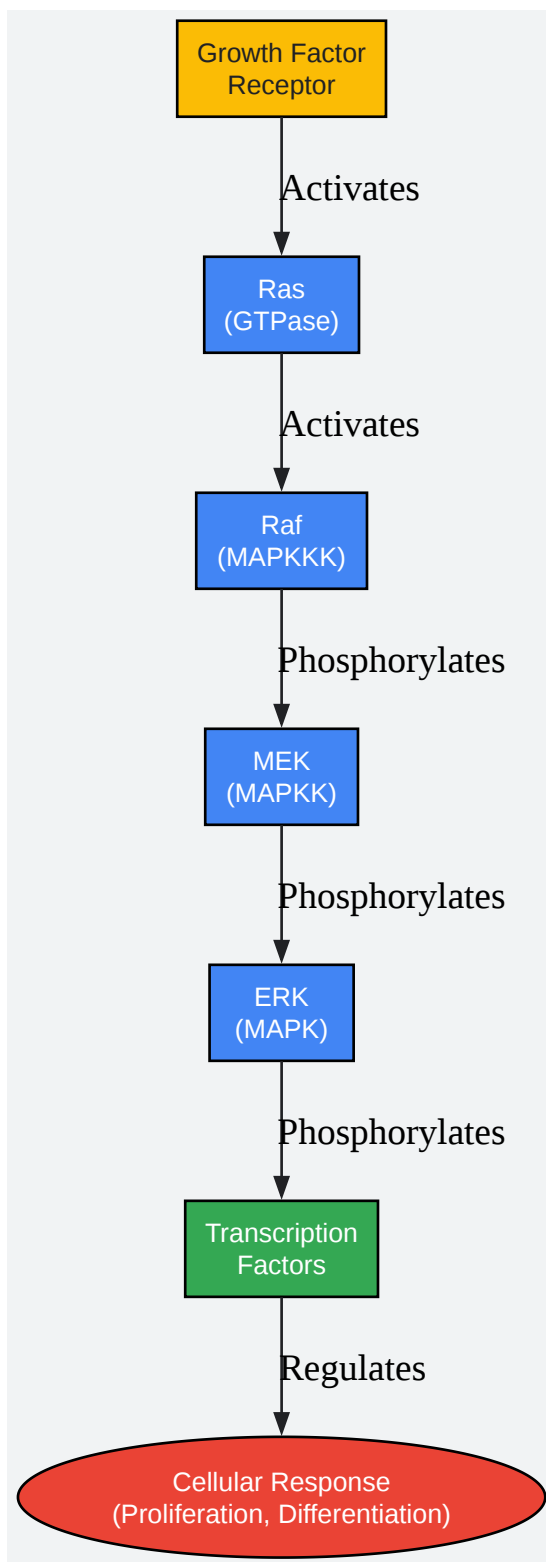 Growth Factor
Receptor
Activates
Ras
(GTPase)
Activates
Raf
(MAPKKK)
Phosphorylates
MEK
(MAPKK)
Phosphorylates
ERK
(MAPK)
Phosphorylates
Transcription
Factors
Regulates
Cellular Response
(Proliferation, Differentiation)